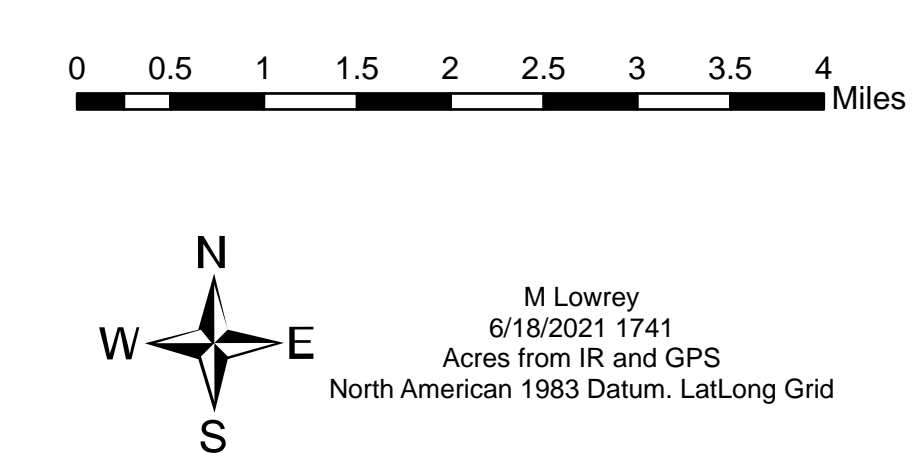 0 0.5 1 1.5 2 2.5 3 3.5 4
Miles
N
W E
S
M Lowrey
6/18/2021 1741
Acres from IR and GPS
North American 1983 Datum. LatLong Grid